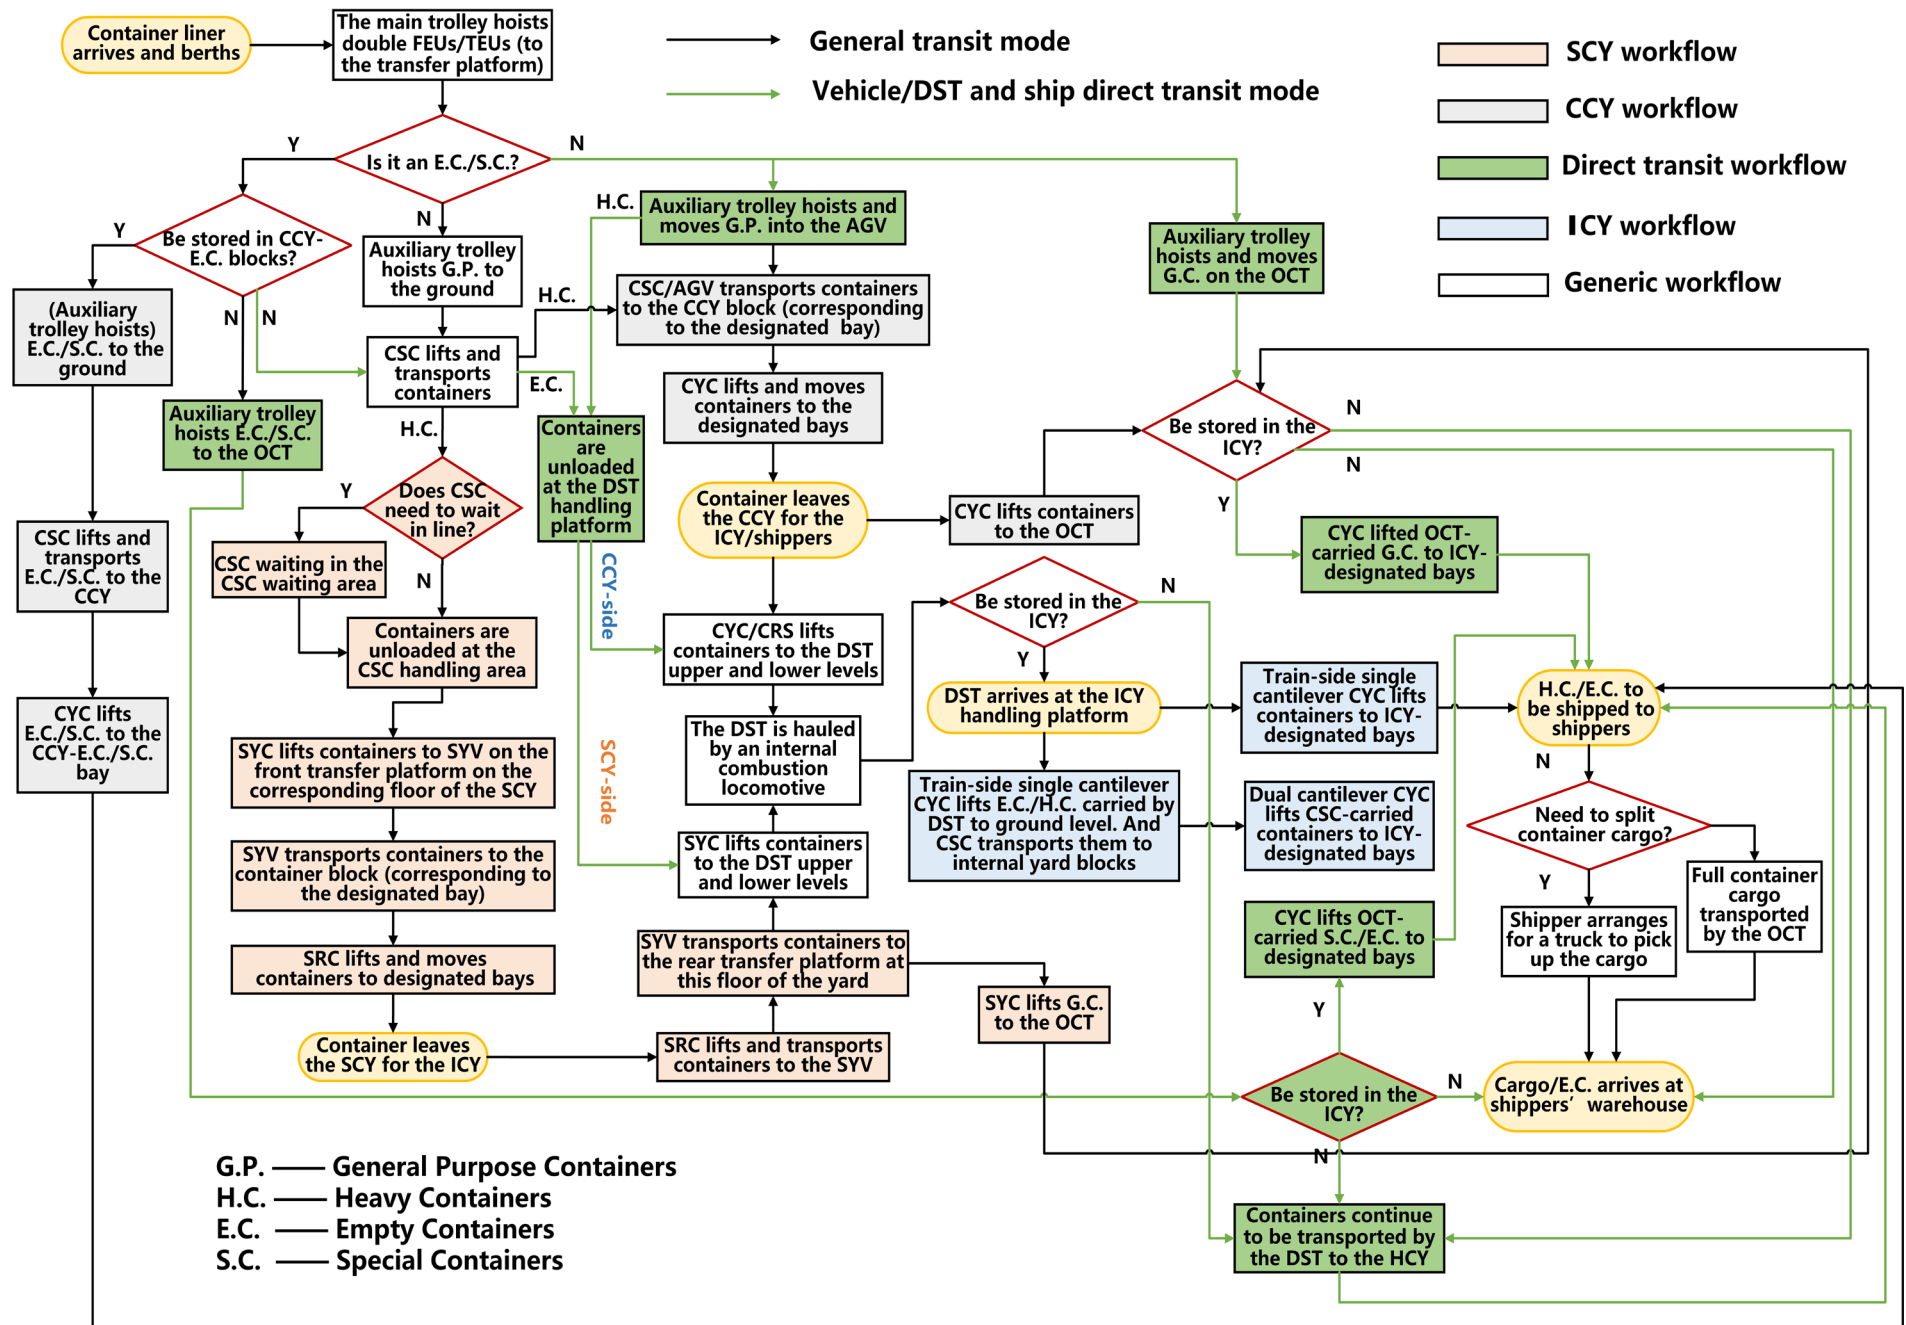 Container liner
arrives and berths
The main trolley hoists
double FEUs/TEUs (to
the transfer platform)
General transit mode
Vehicle/DST and ship direct transit mode
SCY workflow
CCY workflow
Direct transit workflow
ICY workflow
Generic workflow
Y
Is it an E.C./S.C.?
N
N
Y
Be stored in CCY-
E.C. blocks?
N
N
(Auxiliary
trolley hoists)
E.C./S.C. to the
ground
Auxiliary trolley
hoists E.C./S.C.
to the OCT
CSC lifts and
transports
E.C./S.C. to the
CCY
CYC lifts
E.C./S.C. to the
CCY-E.C./S.C.
bay
Auxiliary trolley
hoists G.P. to
the ground
CSC lifts and
transports
containers
H.C.
E.C.
H.C.
Does CSC
need to wait
in line?
Y
N
CSC waiting in the
CSC waiting area
Containers are
unloaded at the
CSC handling area
SYC lifts containers to SYV on the
front transfer platform on the
corresponding floor of the SCY
SYV transports containers to the
container block (corresponding to
the designated bay)
SRC lifts and moves
containers to designated bays
Container leaves
the SCY for the ICY
H.C.
Auxiliary trolley hoists and
moves G.P. into the AGV
CSC/AGV transports containers
to the CCY block (corresponding
to the designated bay)
CYC lifts and moves
containers to the
designated bays
Containers
are
unloaded
at the DST
handling
platform
CCY-side
SCY-side
Container leaves
the CCY for the
ICY/shippers
CYC/CRS lifts
containers to the DST
upper and lower levels
The DST is hauled
by an internal
combustion
locomotive
SYC lifts containers
to the DST upper
and lower levels
SYV transports containers to
the rear transfer platform at
this floor of the yard
SRC lifts and transports
containers to the SYV
CYC lifts containers
to the OCT
Be stored in the
ICY?
N
Y
DST arrives at the ICY
handling platform
Train-side single cantilever
CYC lifts E.C./H.C. carried by
DST to ground level. And
CSC transports them to
internal yard blocks
SYC lifts G.C.
to the OCT
Auxiliary trolley
hoists and moves
G.C. on the OCT
Be stored in the
ICY?
N
N
Y
CYC lifted OCT-
carried G.C. to ICY-
designated bays
Train-side single
cantilever CYC lifts
containers to ICY-
designated bays
Dual cantilever CYC
lifts CSC-carried
containers to ICY-
designated bays
CYC lifts OCT-
carried S.C./E.C. to
designated bays
Y
Be stored in the
ICY?
N
N
Containers continue
to be transported by
the DST to the HCY
H.C./E.C. to
be shipped to
shippers
N
Need to split
container cargo?
Y
Shipper arranges
for a truck to pick
up the cargo
Full container
cargo
transported
by the OCT
Cargo/E.C. arrives at
shippers’ warehouse
G.P. —— General Purpose Containers
H.C. —— Heavy Containers
E.C. —— Empty Containers
S.C. —— Special Containers